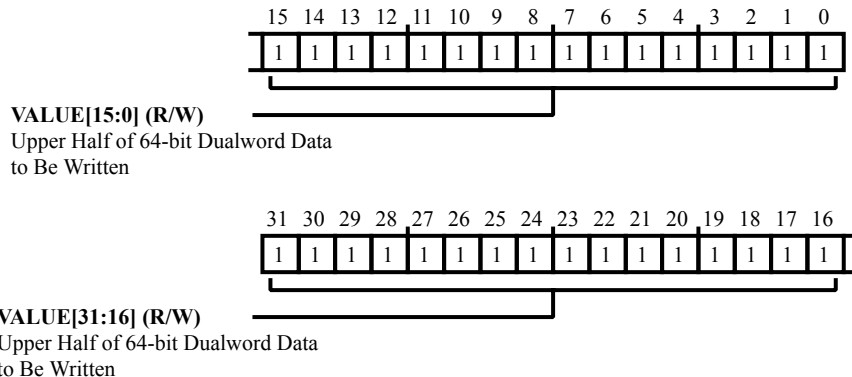 15 14 13 12 11 10 9 8 7 6 5 4 3 2 1 0
1 1 1 1 1 1 1 1 1 1 1 1 1 1 1 1
VALUE[15:0] (R/W)
Upper Half of 64-bit Dualword Data
to Be Written
31 30 29 28 27 26 25 24 23 22 21 20 19 18 17 16
1 1 1 1 1 1 1 1 1 1 1 1 1 1 1 1
VALUE[31:16] (R/W)
Upper Half of 64-bit Dualword Data
to Be Written